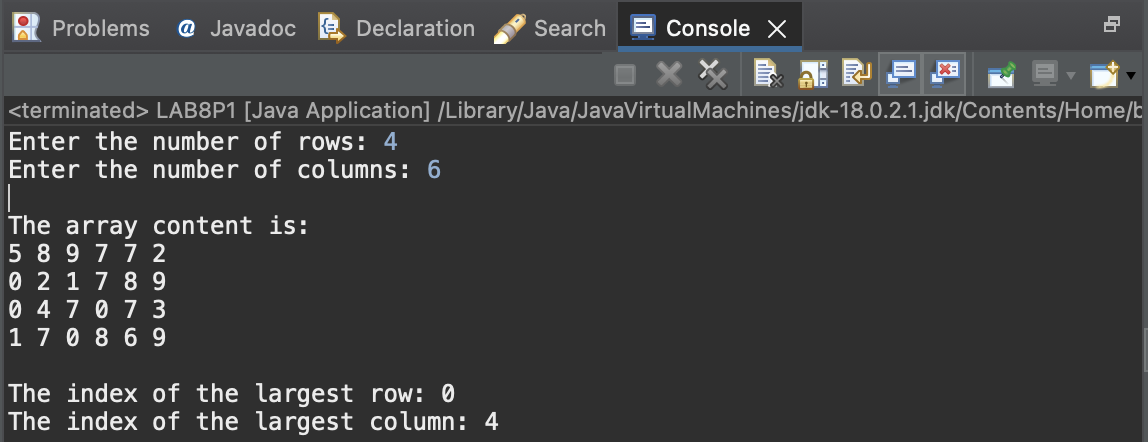 Problems @ Javadoc Declaration Search Console
<terminated> LAB8P1 [Java Application] /Library/Java/JavaVirtualMachines/jdk-18.0.2.1.jdk/Contents/Home/b
Enter the number of rows: 4
Enter the number of columns: 6
The array content is:
5 8 9 7 7 2
0 2 1 7 8 9
0 4 7 0 7 3
1 7 0 8 6 9
The index of the largest row: 0
The index of the largest column: 4